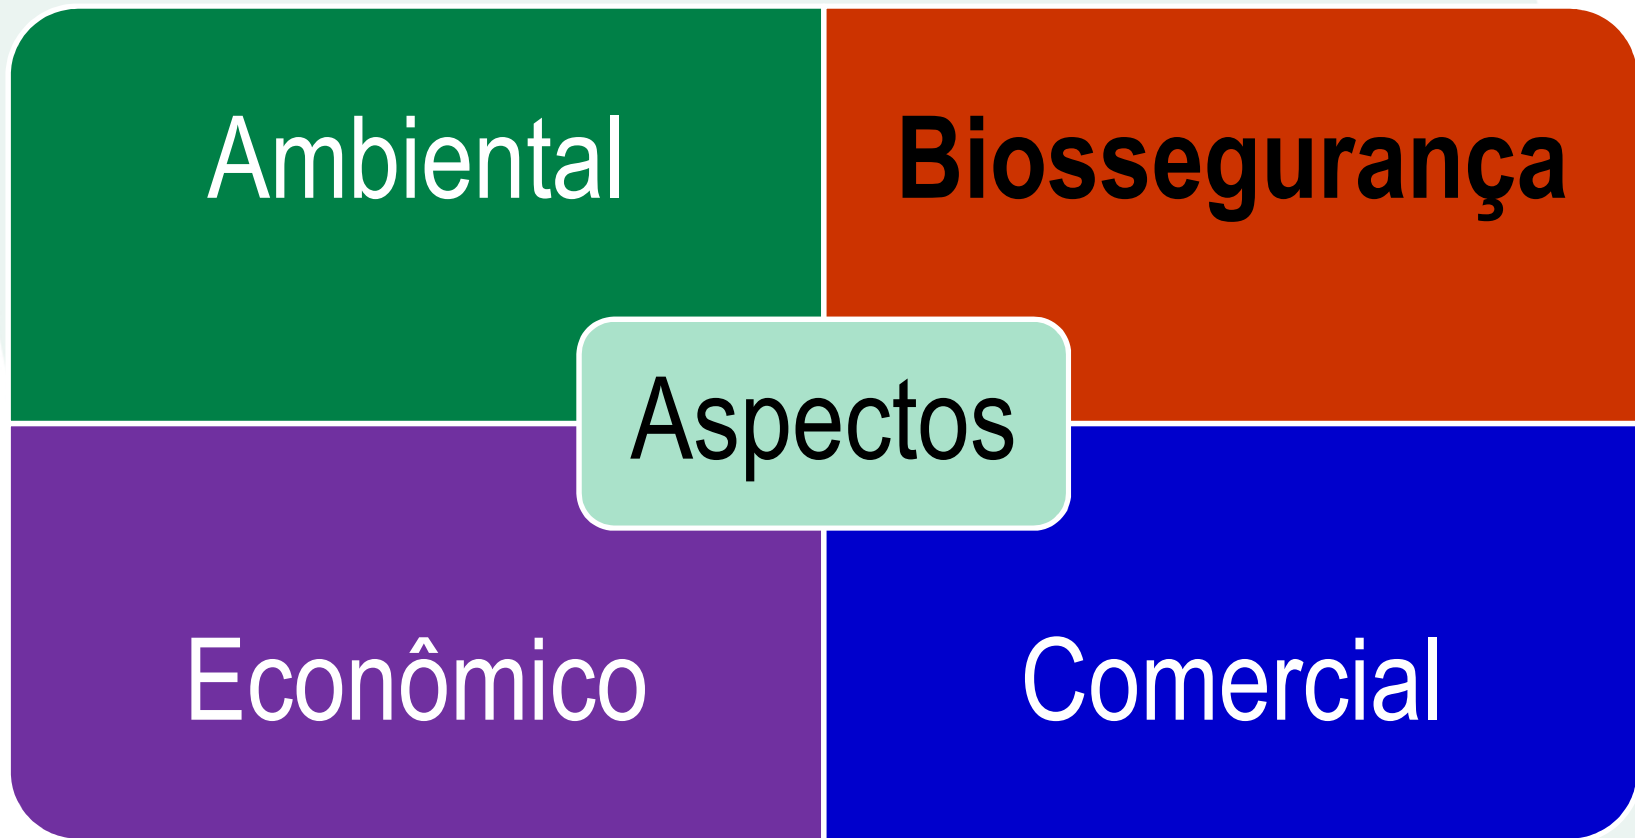 Ambiental
Biossegurança
Aspectos
Econômico
Comercial